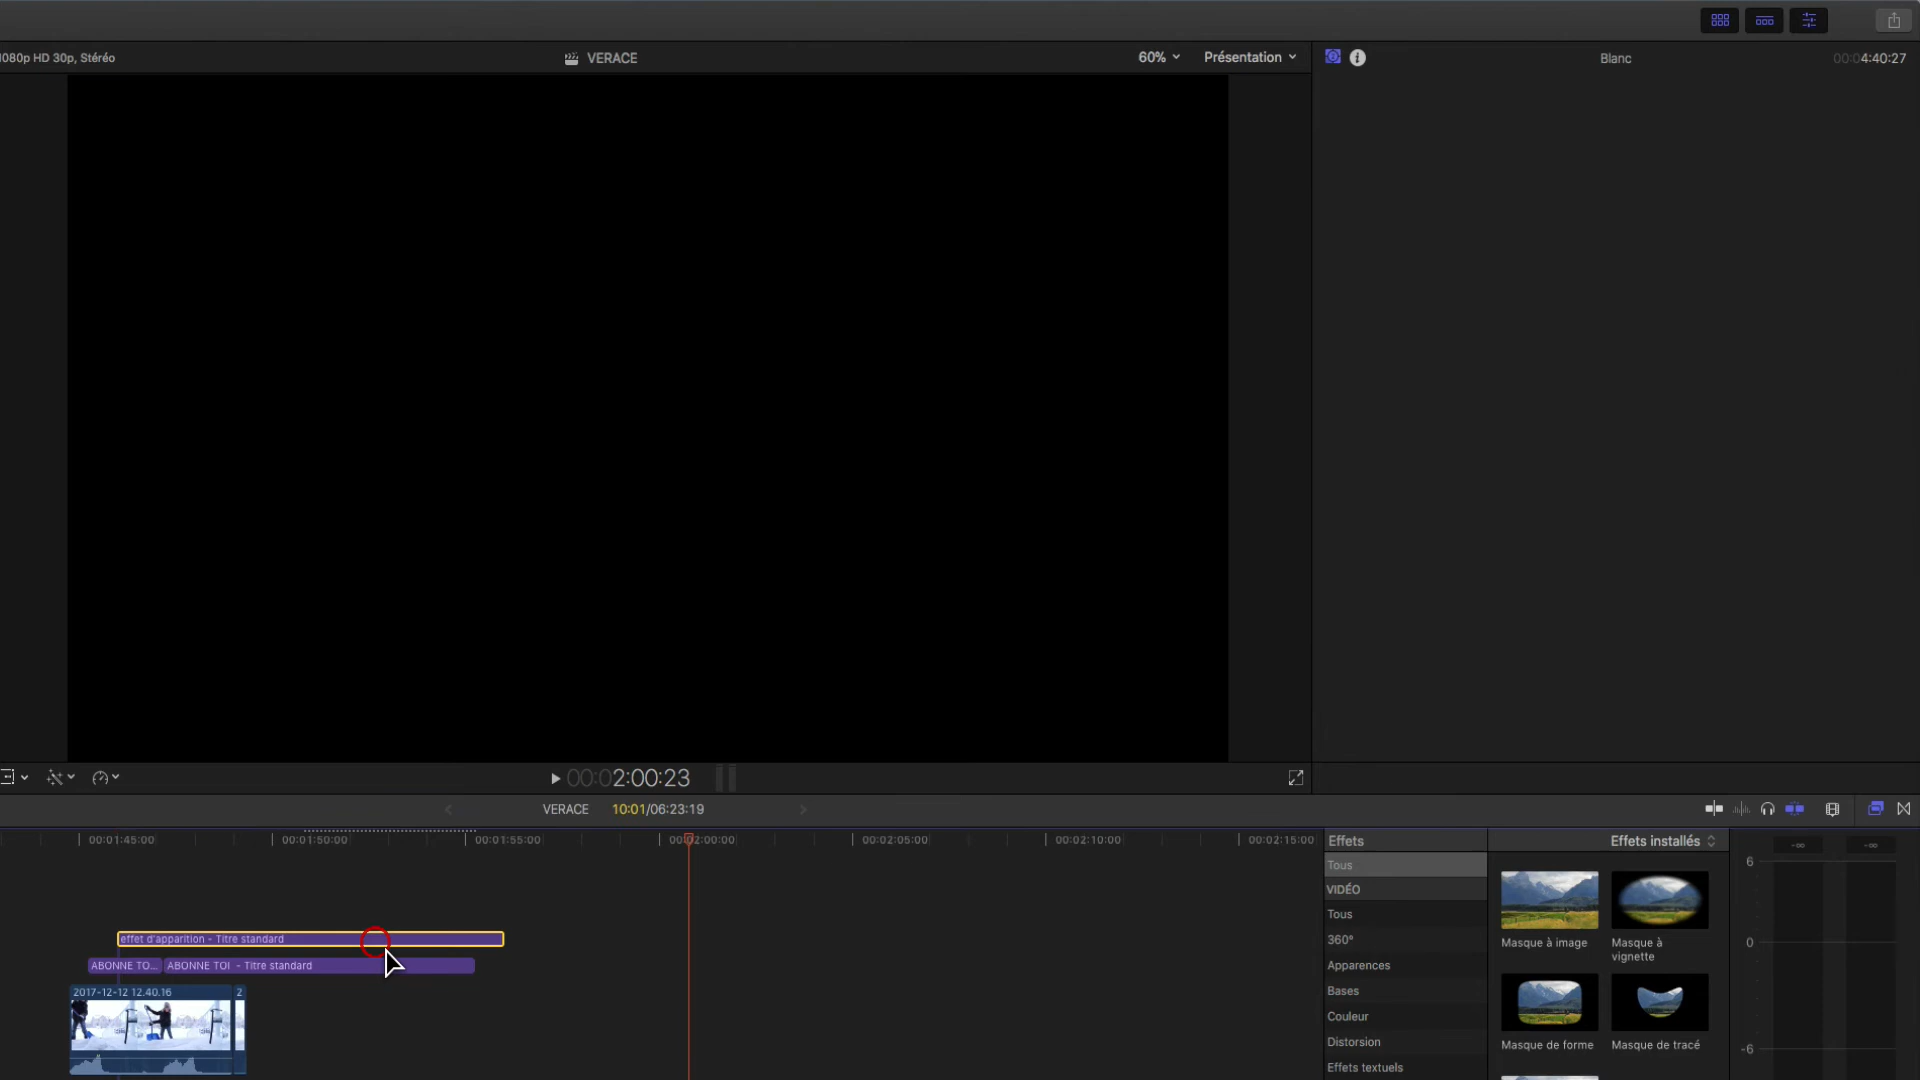 1080p HD 30p, Stéréo
VERACE
60%
Présentation
Blanc
00:04:40:27
00:02:00:23
VERACE
10:01/06:23:19
00:01:45:00
00:01:50:00
00:01:55:00
00:02:00:00
00:02:05:00
00:02:10:00
00:02:15:00
effet d'apparition - Titre standard
ABONNE TO...
ABONNE TOI - Titre standard
2017-12-12 12.40.16
2
Effets
Tous
VIDÉO
Tous
360°
Apparences
Bases
Couleur
Distorsion
Effets textuels
Effets installés
Masque à image
Masque à
vignette
Masque de forme
Masque de tracé
-∞
-∞
6
0
-6